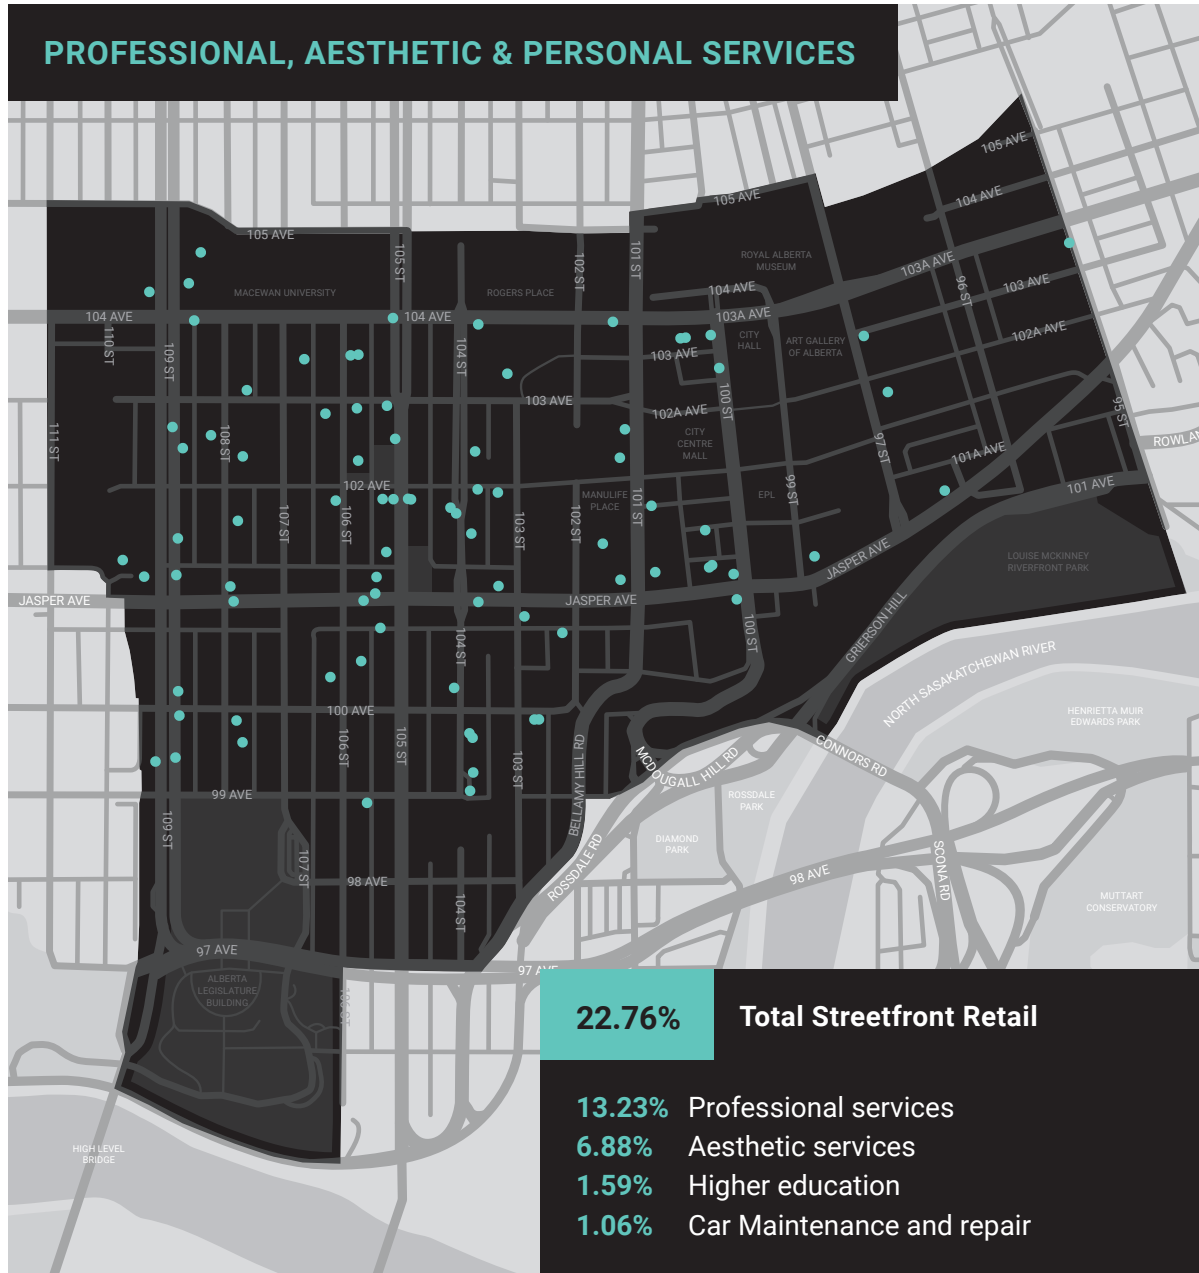 PROFESSIONAL, AESTHETIC & PERSONAL SERVICES
105 AVE
104 AVE
105 AVE
105 AVE
105 ST
102 ST
101 ST
ROYAL ALBERTA
MUSEUM
103A AVE
96 ST
103 AVE
MACEWAN UNIVERSITY
ROGERS PLACE
104 AVE
104 AVE
104 AVE
103A AVE
110 ST
109 ST
104 ST
103 AVE
CITY
HALL
ART GALLERY
OF ALBERTA
102A AVE
111 ST
108 ST
103 AVE
102A AVE
100 ST
CITY
CENTRE
MALL
97 ST
101A AVE
95 ST
102 AVE
MANULIFE
PLACE
101 ST
EPL
99 ST
101 AVE
107 ST
106 ST
103 ST
102 ST
JASPER AVE
LOUISE MCKINNEY
RIVERFRONT PARK
JASPER AVE
JASPER AVE
GRIERSON HILL
104 ST
100 ST
NORTH SASAKATCHEWAN RIVER
100 AVE
HENRIETTA MUIR
EDWARDS PARK
106 ST
105 ST
103 ST
BELLAMY HILL RD
MCDOUGALL HILL RD
CONNORS RD
99 AVE
ROSSDALE
PARK
109 ST
107 ST
DIAMOND
PARK
98 AVE
ROSSDALE RD
98 AVE
SCONA RD
104 ST
MUTTART
CONSERVATORY
97 AVE
97 AVE
ALBERTA
LEGISLATURE
BUILDING
HIGH LEVEL
BRIDGE
22.76% Total Streetfront Retail
13.23% Professional services
6.88% Aesthetic services
1.59% Higher education
1.06% Car Maintenance and repair